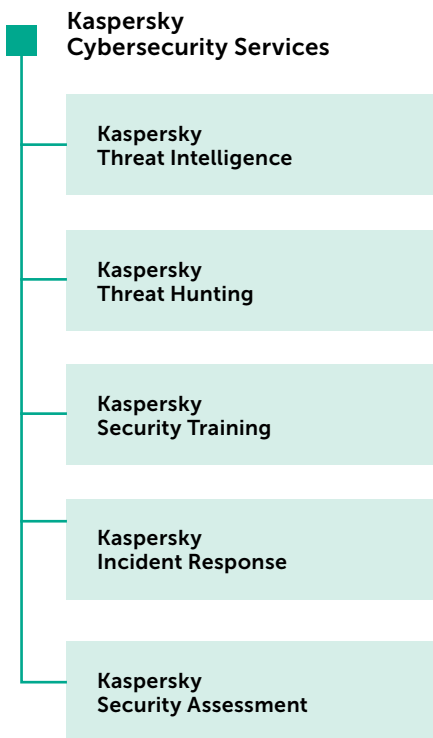 Kaspersky
Cybersecurity Services
Kaspersky
Threat Intelligence
Kaspersky
Threat Hunting
Kaspersky
Security Training
Kaspersky
Incident Response
Kaspersky
Security Assessment